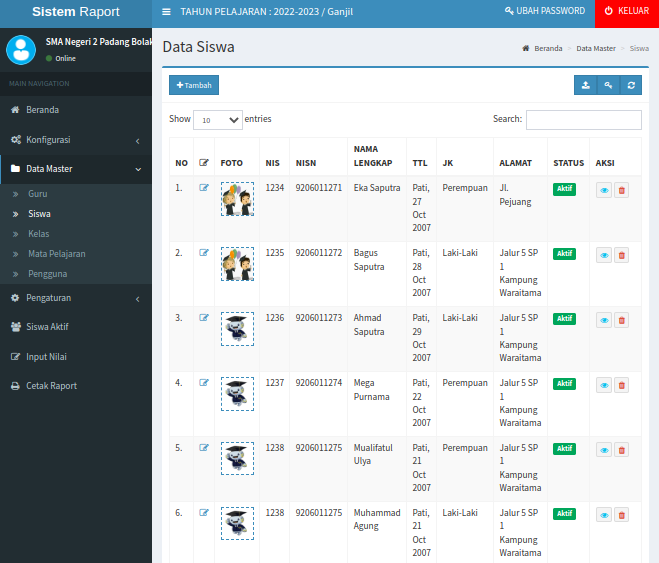 Sistem Raport
TAHUN PELAJARAN : 2022-2023 / Ganjil
UBAH PASSWORD
KELUAR
SMA Negeri 2 Padang Bolak
Online
MAIN NAVIGATION
Beranda
Konfigurasi
Data Master
Guru
Siswa
Kelas
Mata Pelajaran
Pengguna
Pengaturan
Siswa Aktif
Input Nilai
Cetak Raport
Data Siswa
Beranda > Data Master > Siswa
Tambah
Show 10 entries
Search:
NO FOTO NIS NISN NAMA LENGKAP TTL JK ALAMAT STATUS AKSI
1. 1234 9206011271 Eka Saputra Pati, 27 Oct 2007 Perempuan Jl. Pejuang Aktif
2. 1235 9206011272 Bagus Saputra Pati, 28 Oct 2007 Laki-Laki Jalur 5 SP 1 Kampung Waraitama Aktif
3. 1236 9206011273 Ahmad Saputra Pati, 29 Oct 2007 Laki-Laki Jalur 5 SP 1 Kampung Waraitama Aktif
4. 1237 9206011274 Mega Purnama Pati, 22 Oct 2007 Perempuan Jalur 5 SP 1 Kampung Waraitama Aktif
5. 1238 9206011275 Mualifatul Ulya Pati, 21 Oct 2007 Perempuan Jalur 5 SP 1 Kampung Waraitama Aktif
6. 1238 9206011275 Muhammad Agung Pati, 21 Oct 2007 Laki-Laki Jalur 5 SP 1 Kampung Waraitama Aktif